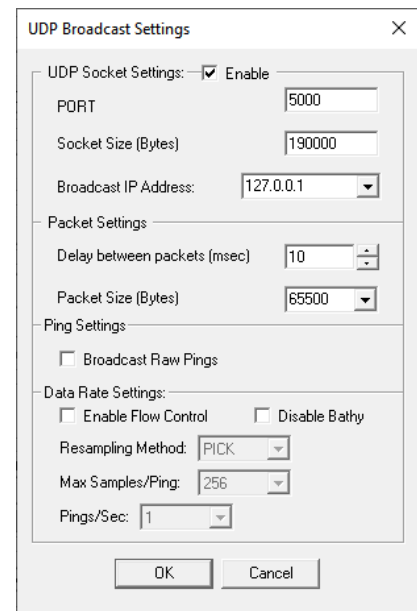 UDP Broadcast Settings
UDP Socket Settings: Enable
PORT 5000
Socket Size (Bytes) 190000
Broadcast IP Address: 127.0.0.1
Packet Settings
Delay between packets (msec) 10
Packet Size (Bytes) 65500
Ping Settings
Broadcast Raw Pings
Data Rate Settings:
Enable Flow Control Disable Bathy
Resampling Method: PICK
Max Samples/Ping: 256
Pings/Sec: 1
OK Cancel